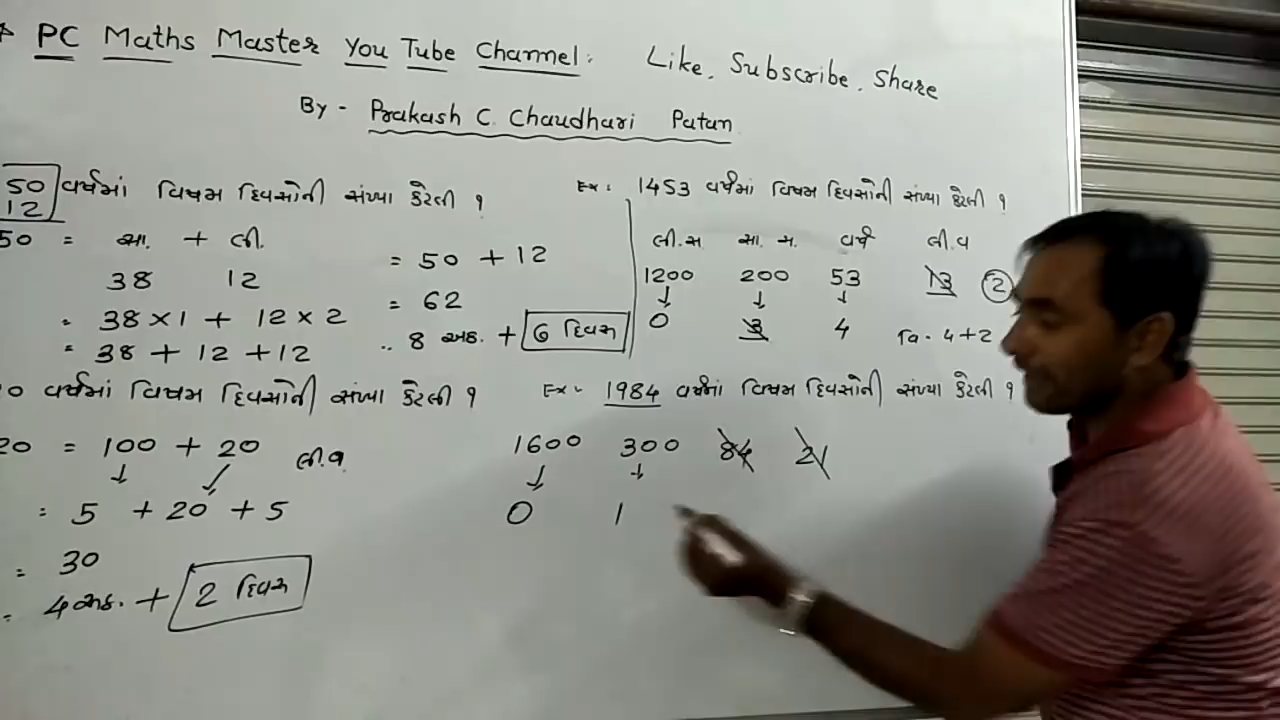 PC Maths Master You Tube Channel: Like, Subscribe, Share
By - Prakash C. Chaudhari Patan
50 વર્ષમાં વિષમ દિવસોની સંખ્યા કેટલી ?
12
50 = સા. + લી.
38 12
= 38 × 1 + 12 × 2
= 38 + 12 + 12
= 50 + 12
= 62
∴ 8 અઠ. + 6 દિવસ
Ex: 1453 વર્ષમાં વિષમ દિવસોની સંખ્યા કેટલી ?
લી.સ સા. સ. વર્ષ લી.વ
1200 200 53 13 2
↓ ↓ ↓
0 3 4 વિ. 4+2
0 વર્ષમાં વિષમ દિવસોની સંખ્યા કેટલી ?
20 = 100 + 20 લી.વ.
↓
= 5 + 20 + 5
= 30
= 4 અઠ. + 2 દિવસ
Ex:- 1984 વર્ષમાં વિષમ દિવસોની સંખ્યા કેટલી ?
1600 300 84 21
↓ ↓
0 1